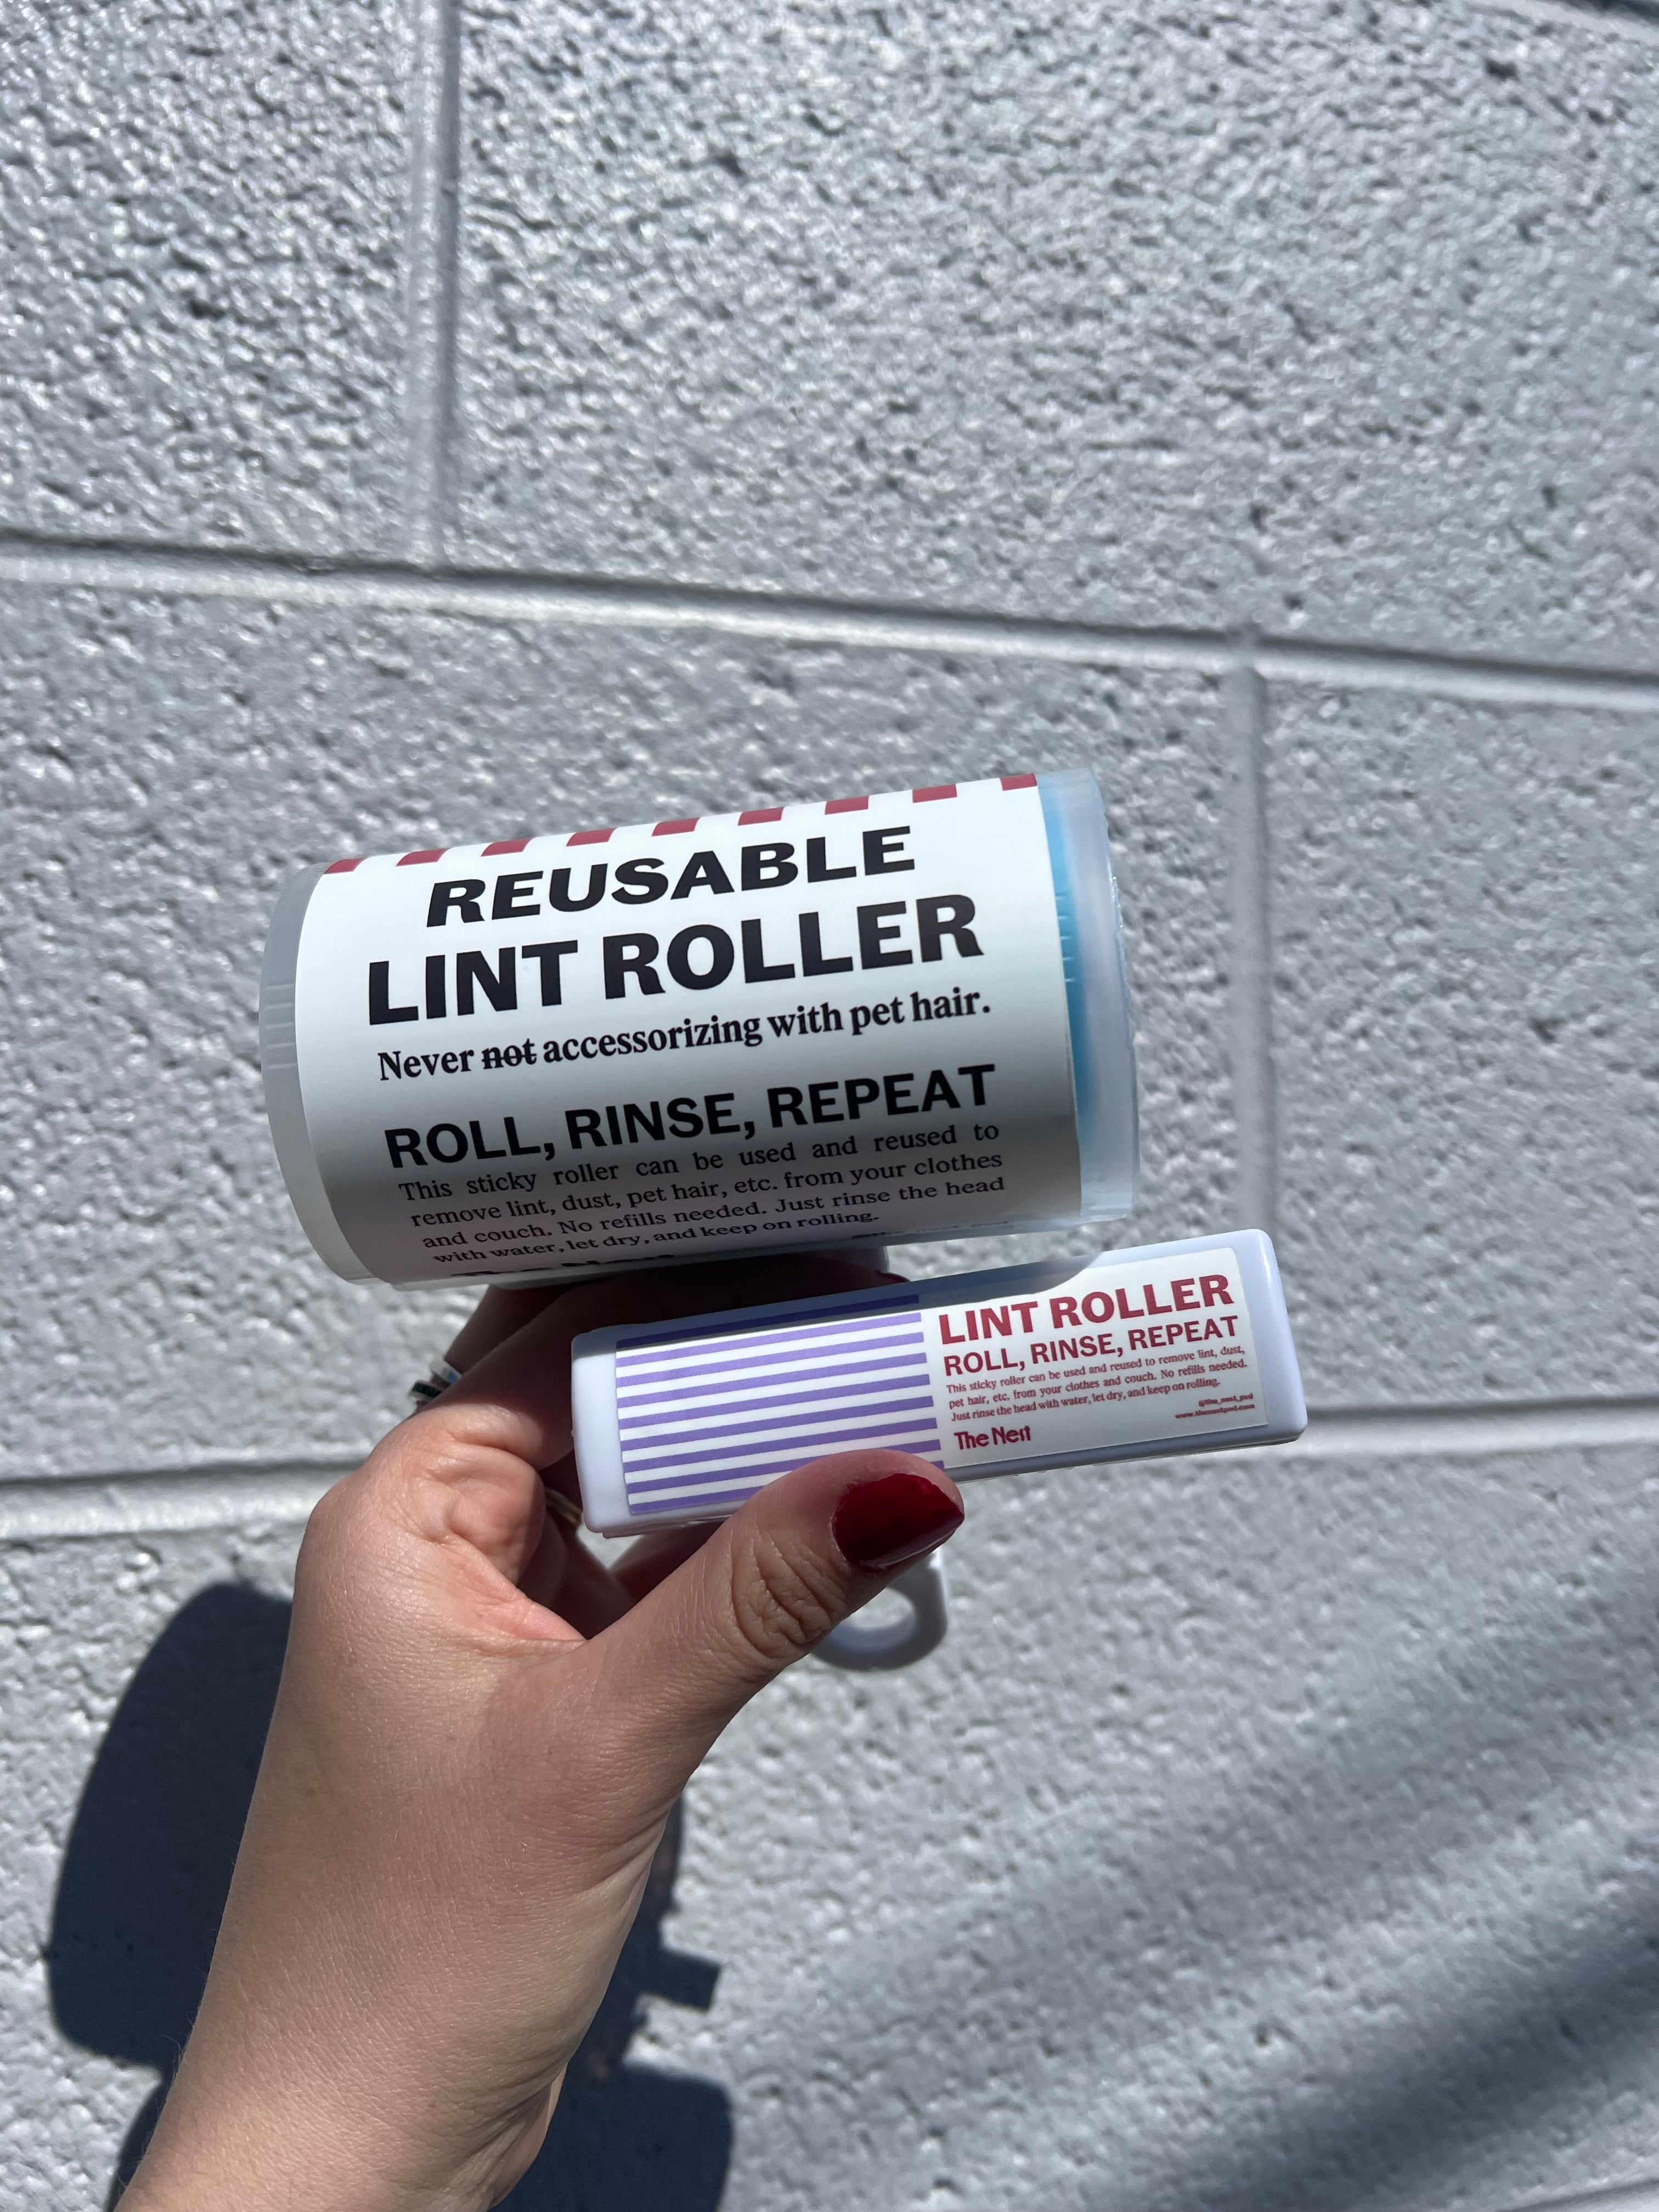 REUSABLE
LINT ROLLER
Never not accessorizing with pet hair.
ROLL, RINSE, REPEAT
This sticky roller can be used and reused to
remove lint, dust, pet hair, etc. from your clothes
and couch. No refills needed. Just rinse the head
with water, let dry, and keep on rolling.
LINT ROLLER
ROLL, RINSE, REPEAT
This sticky roller can be used and reused to remove lint, dust,
pet hair, etc. from your clothes and couch. No refills needed.
Just rinse the head with water, let dry, and keep on rolling.
@the_nest_pnd
www.thenestpnd.com
The Nest